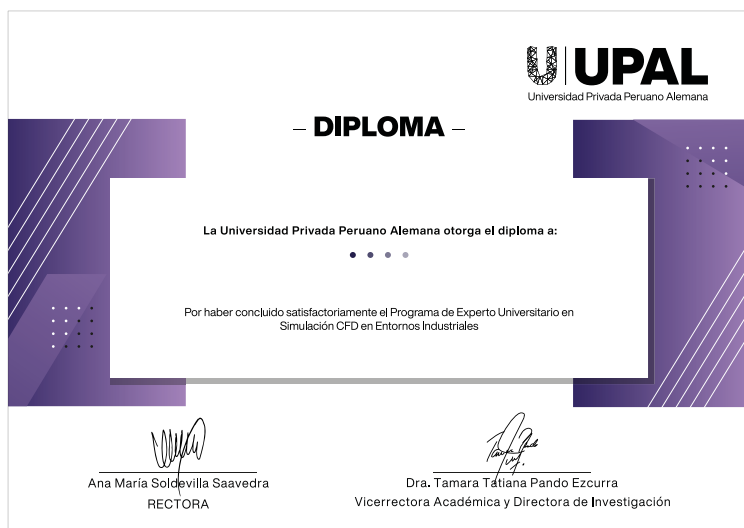 UPAL
Universidad Privada Peruano Alemana
– DIPLOMA –
La Universidad Privada Peruano Alemana otorga el diploma a:
Por haber concluido satisfactoriamente el Programa de Experto Universitario en
Simulación CFD en Entornos Industriales
Ana María Soldevilla Saavedra
RECTORA
Dra. Tamara Tatiana Pando Ezcurra
Vicerrectora Académica y Directora de Investigación